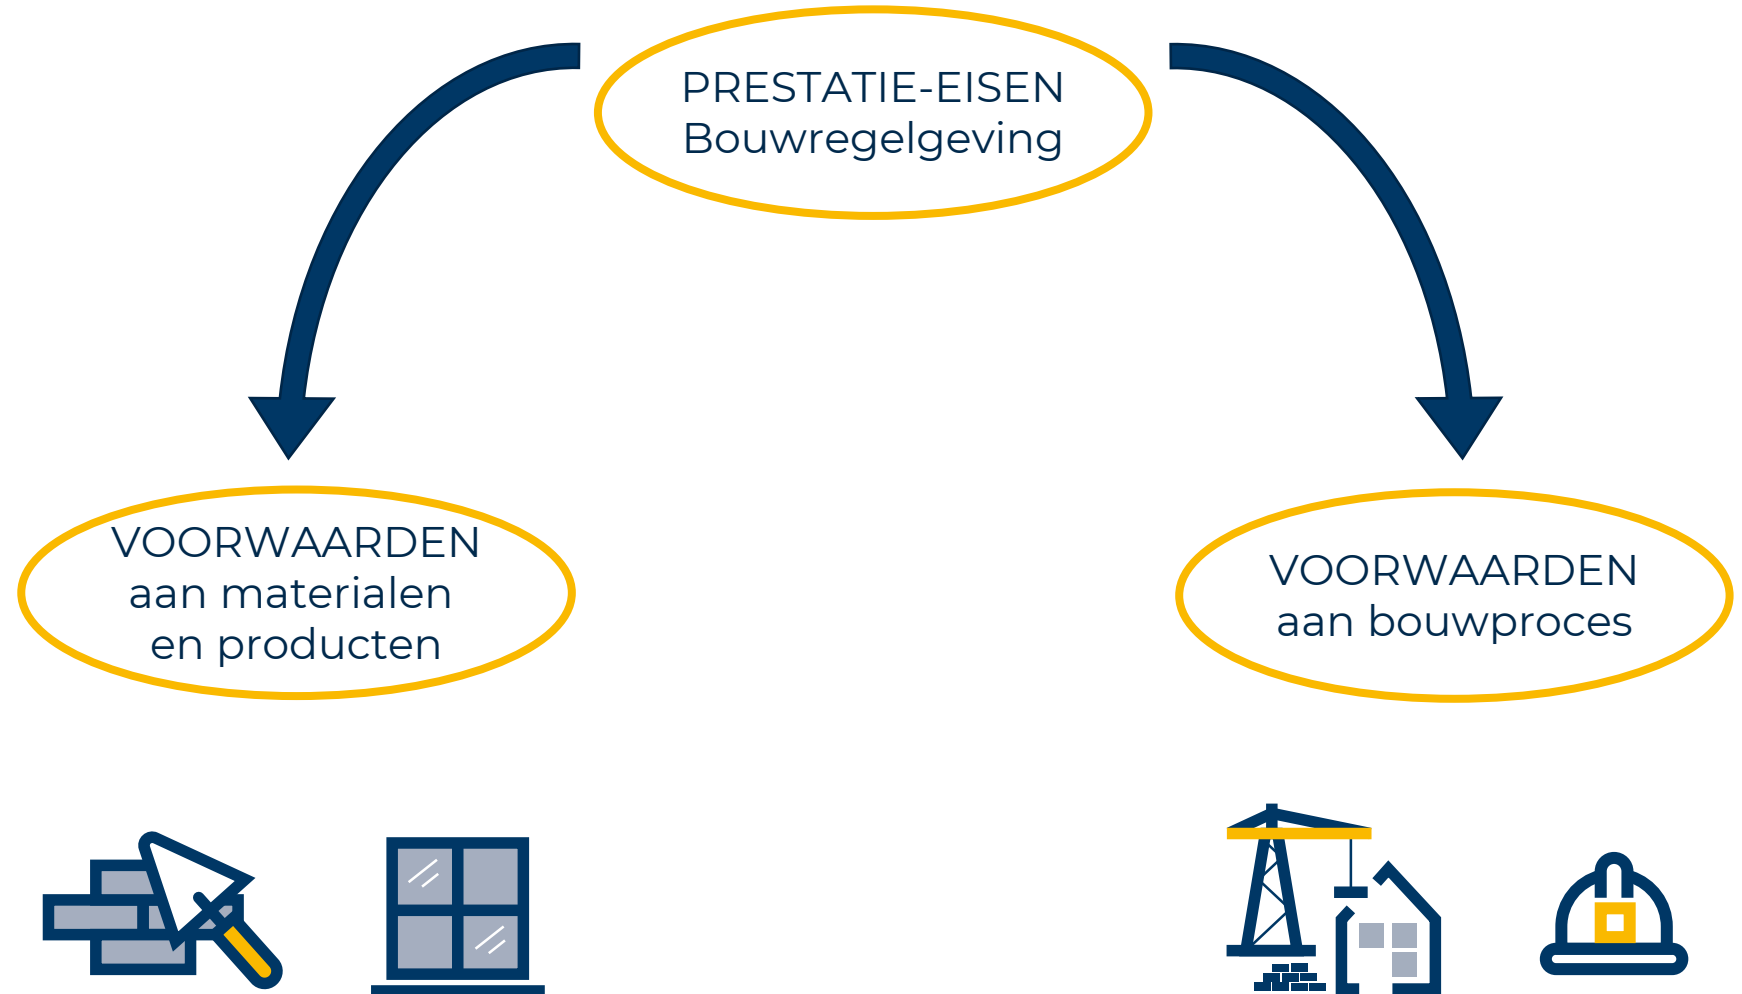 PRESTATIE-EISEN
Bouwregelgeving
VOORWAARDEN
aan materialen
en producten
VOORWAARDEN
aan bouwproces